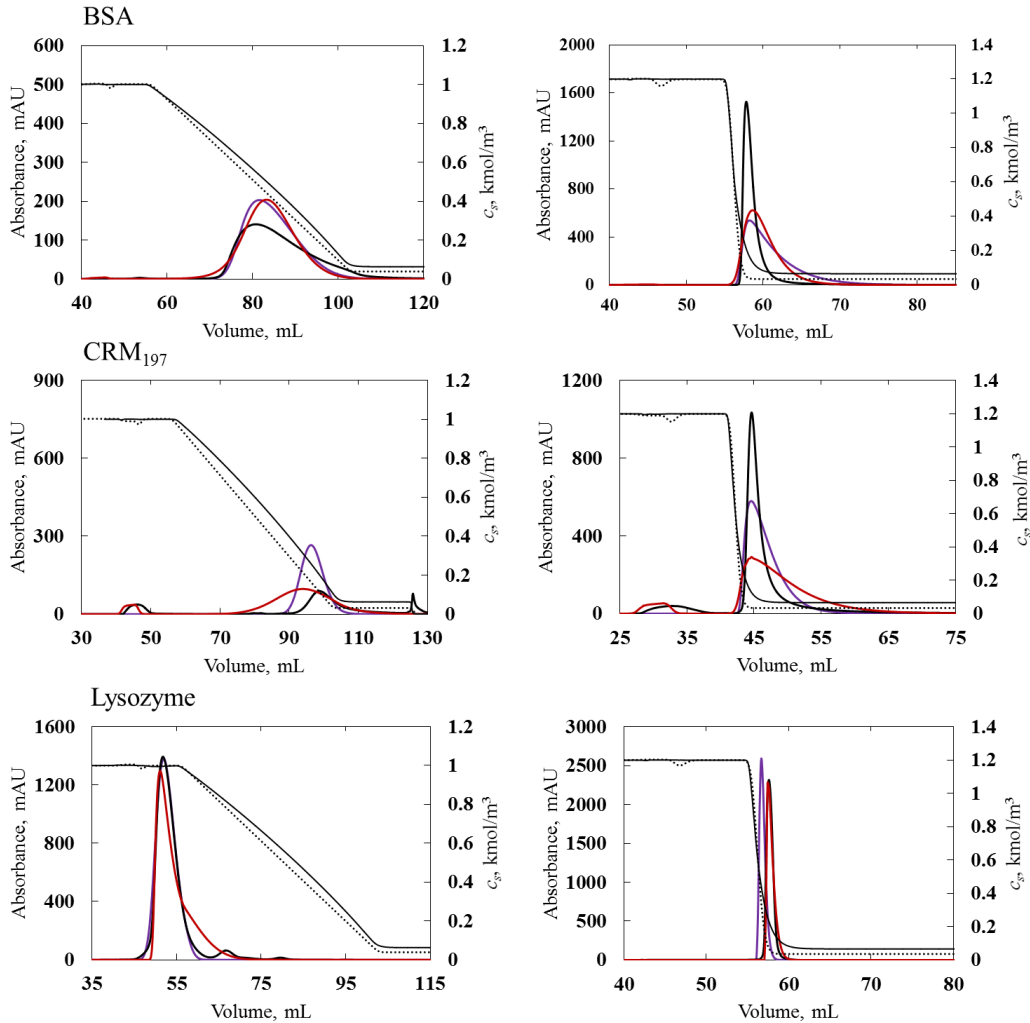 BSA
Absorbance, mAU
600
500
400
300
200
100
0
1.2
1
0.8
0.6
0.4
0.2
0
cs, kmol/m³
40 60 80 100 120
Volume, mL
Absorbance, mAU
2000
1600
1200
800
400
0
1.4
1.2
1
0.8
0.6
0.4
0.2
0
cs, kmol/m³
40 50 60 70 80
Volume, mL
CRM197
Absorbance, mAU
900
600
300
0
1.2
1
0.8
0.6
0.4
0.2
0
cs, kmol/m³
30 50 70 90 110 130
Volume, mL
Absorbance, mAU
1200
800
400
0
1.4
1.2
1
0.8
0.6
0.4
0.2
0
cs, kmol/m³
25 35 45 55 65 75
Volume, mL
Lysozyme
Absorbance, mAU
1600
1200
800
400
0
1.2
1
0.8
0.6
0.4
0.2
0
cs, kmol/m³
35 55 75 95 115
Volume, mL
Absorbance, mAU
3000
2500
2000
1500
1000
500
0
1.4
1.2
1
0.8
0.6
0.4
0.2
0
cs, kmol/m³
40 50 60 70 80
Volume, mL